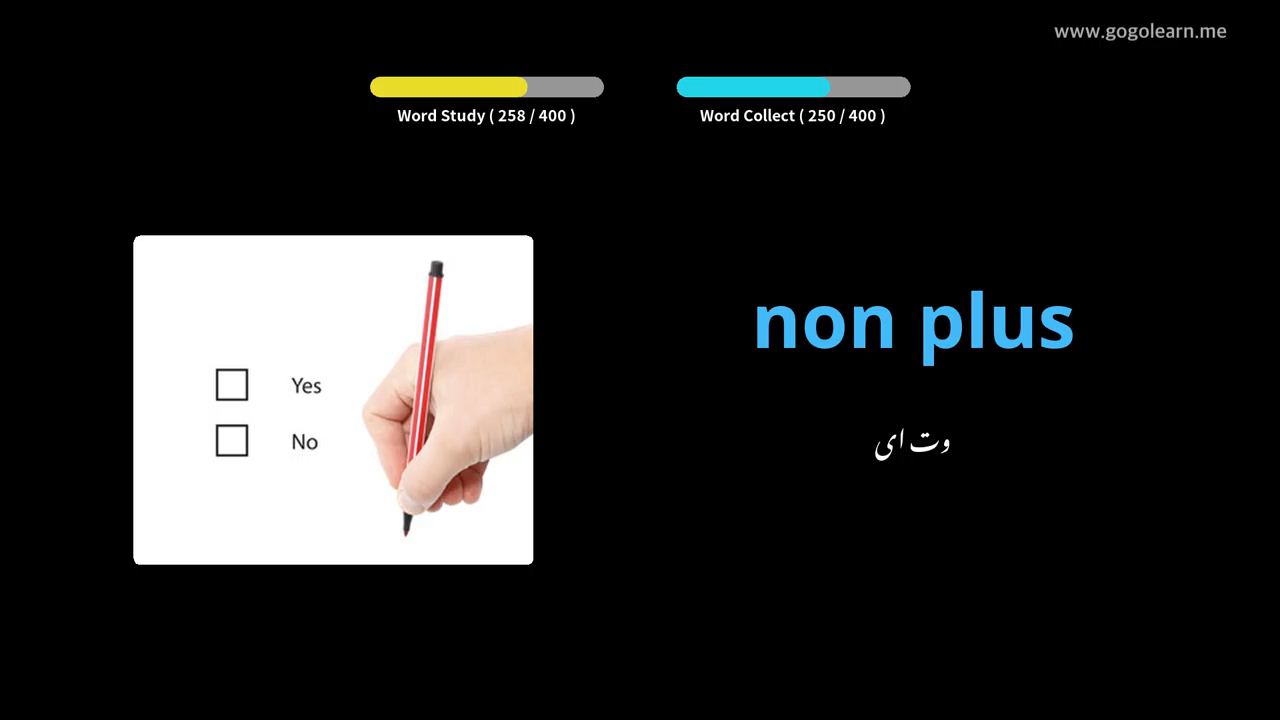 www.gogolearn.me
Word Study ( 258 / 400 )
Word Collect ( 250 / 400 )
Yes
No
non plus
وت ای